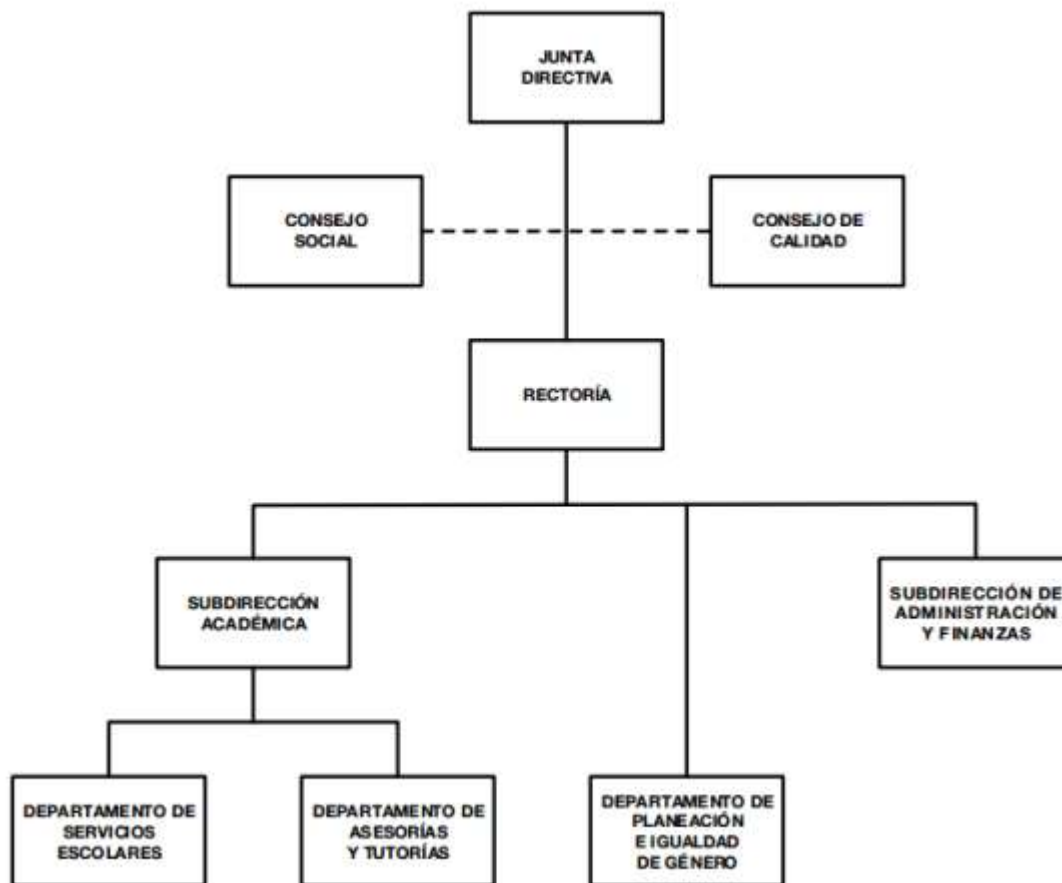 JUNTA
DIRECTIVA
CONSEJO
SOCIAL
CONSEJO DE
CALIDAD
RECTORÍA
SUBDIRECCIÓN
ACADÉMICA
SUBDIRECCIÓN DE
ADMINISTRACIÓN
Y FINANZAS
DEPARTAMENTO DE
SERVICIOS
ESCOLARES
DEPARTAMENTO DE
ASESORÍAS
Y TUTORÍAS
DEPARTAMENTO DE
PLANEACIÓN
E IGUALDAD
DE GÉNERO